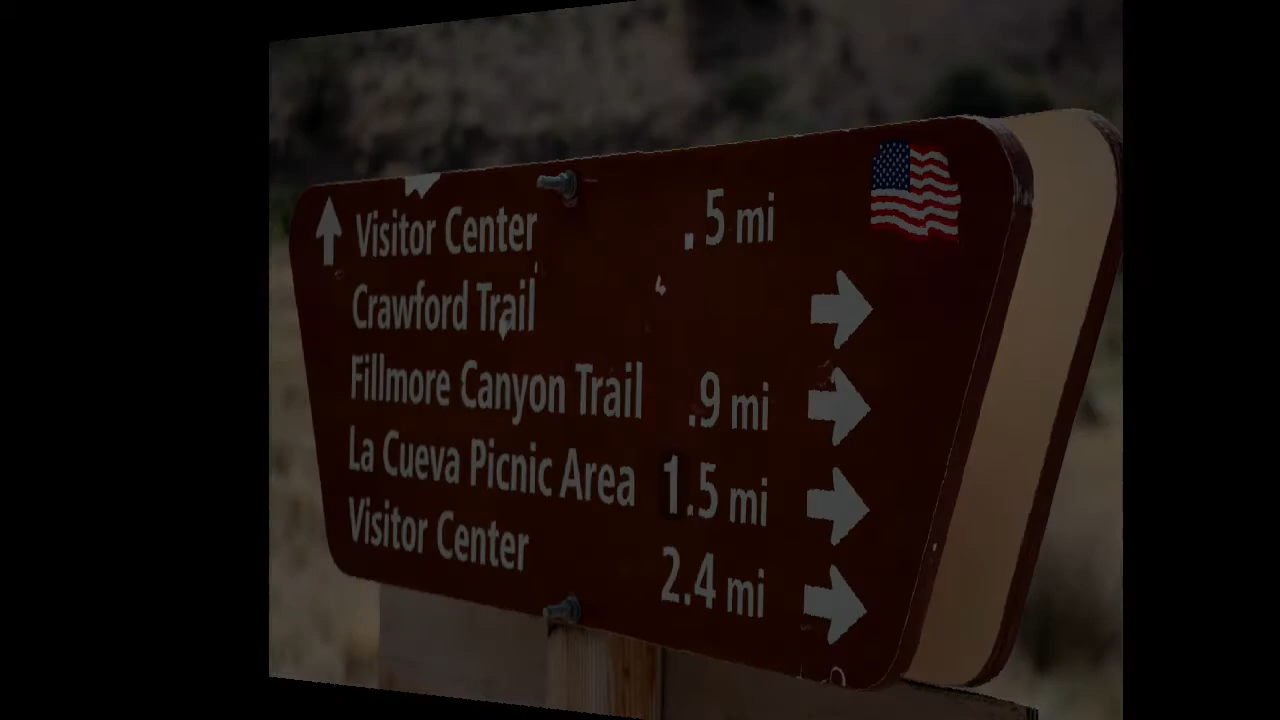 Visitor Center .5 mi
Crawford Trail
Fillmore Canyon Trail .9 mi
La Cueva Picnic Area 1.5 mi
Visitor Center 2.4 mi